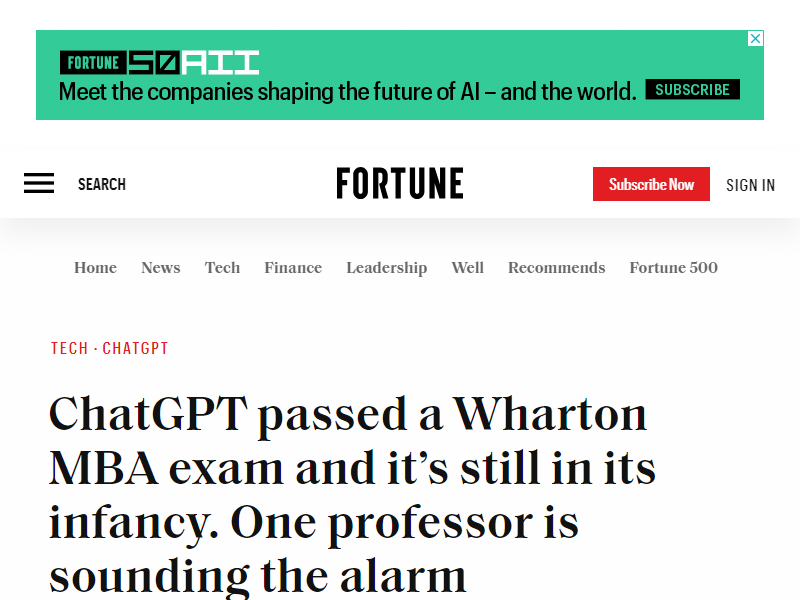 FORTUNE 50 AII
Meet the companies shaping the future of AI – and the world. SUBSCRIBE
SEARCH FORTUNE Subscribe Now SIGN IN
Home News Tech Finance Leadership Well Recommends Fortune 500
TECH · CHATGPT
ChatGPT passed a Wharton
MBA exam and it’s still in its
infancy. One professor is
sounding the alarm